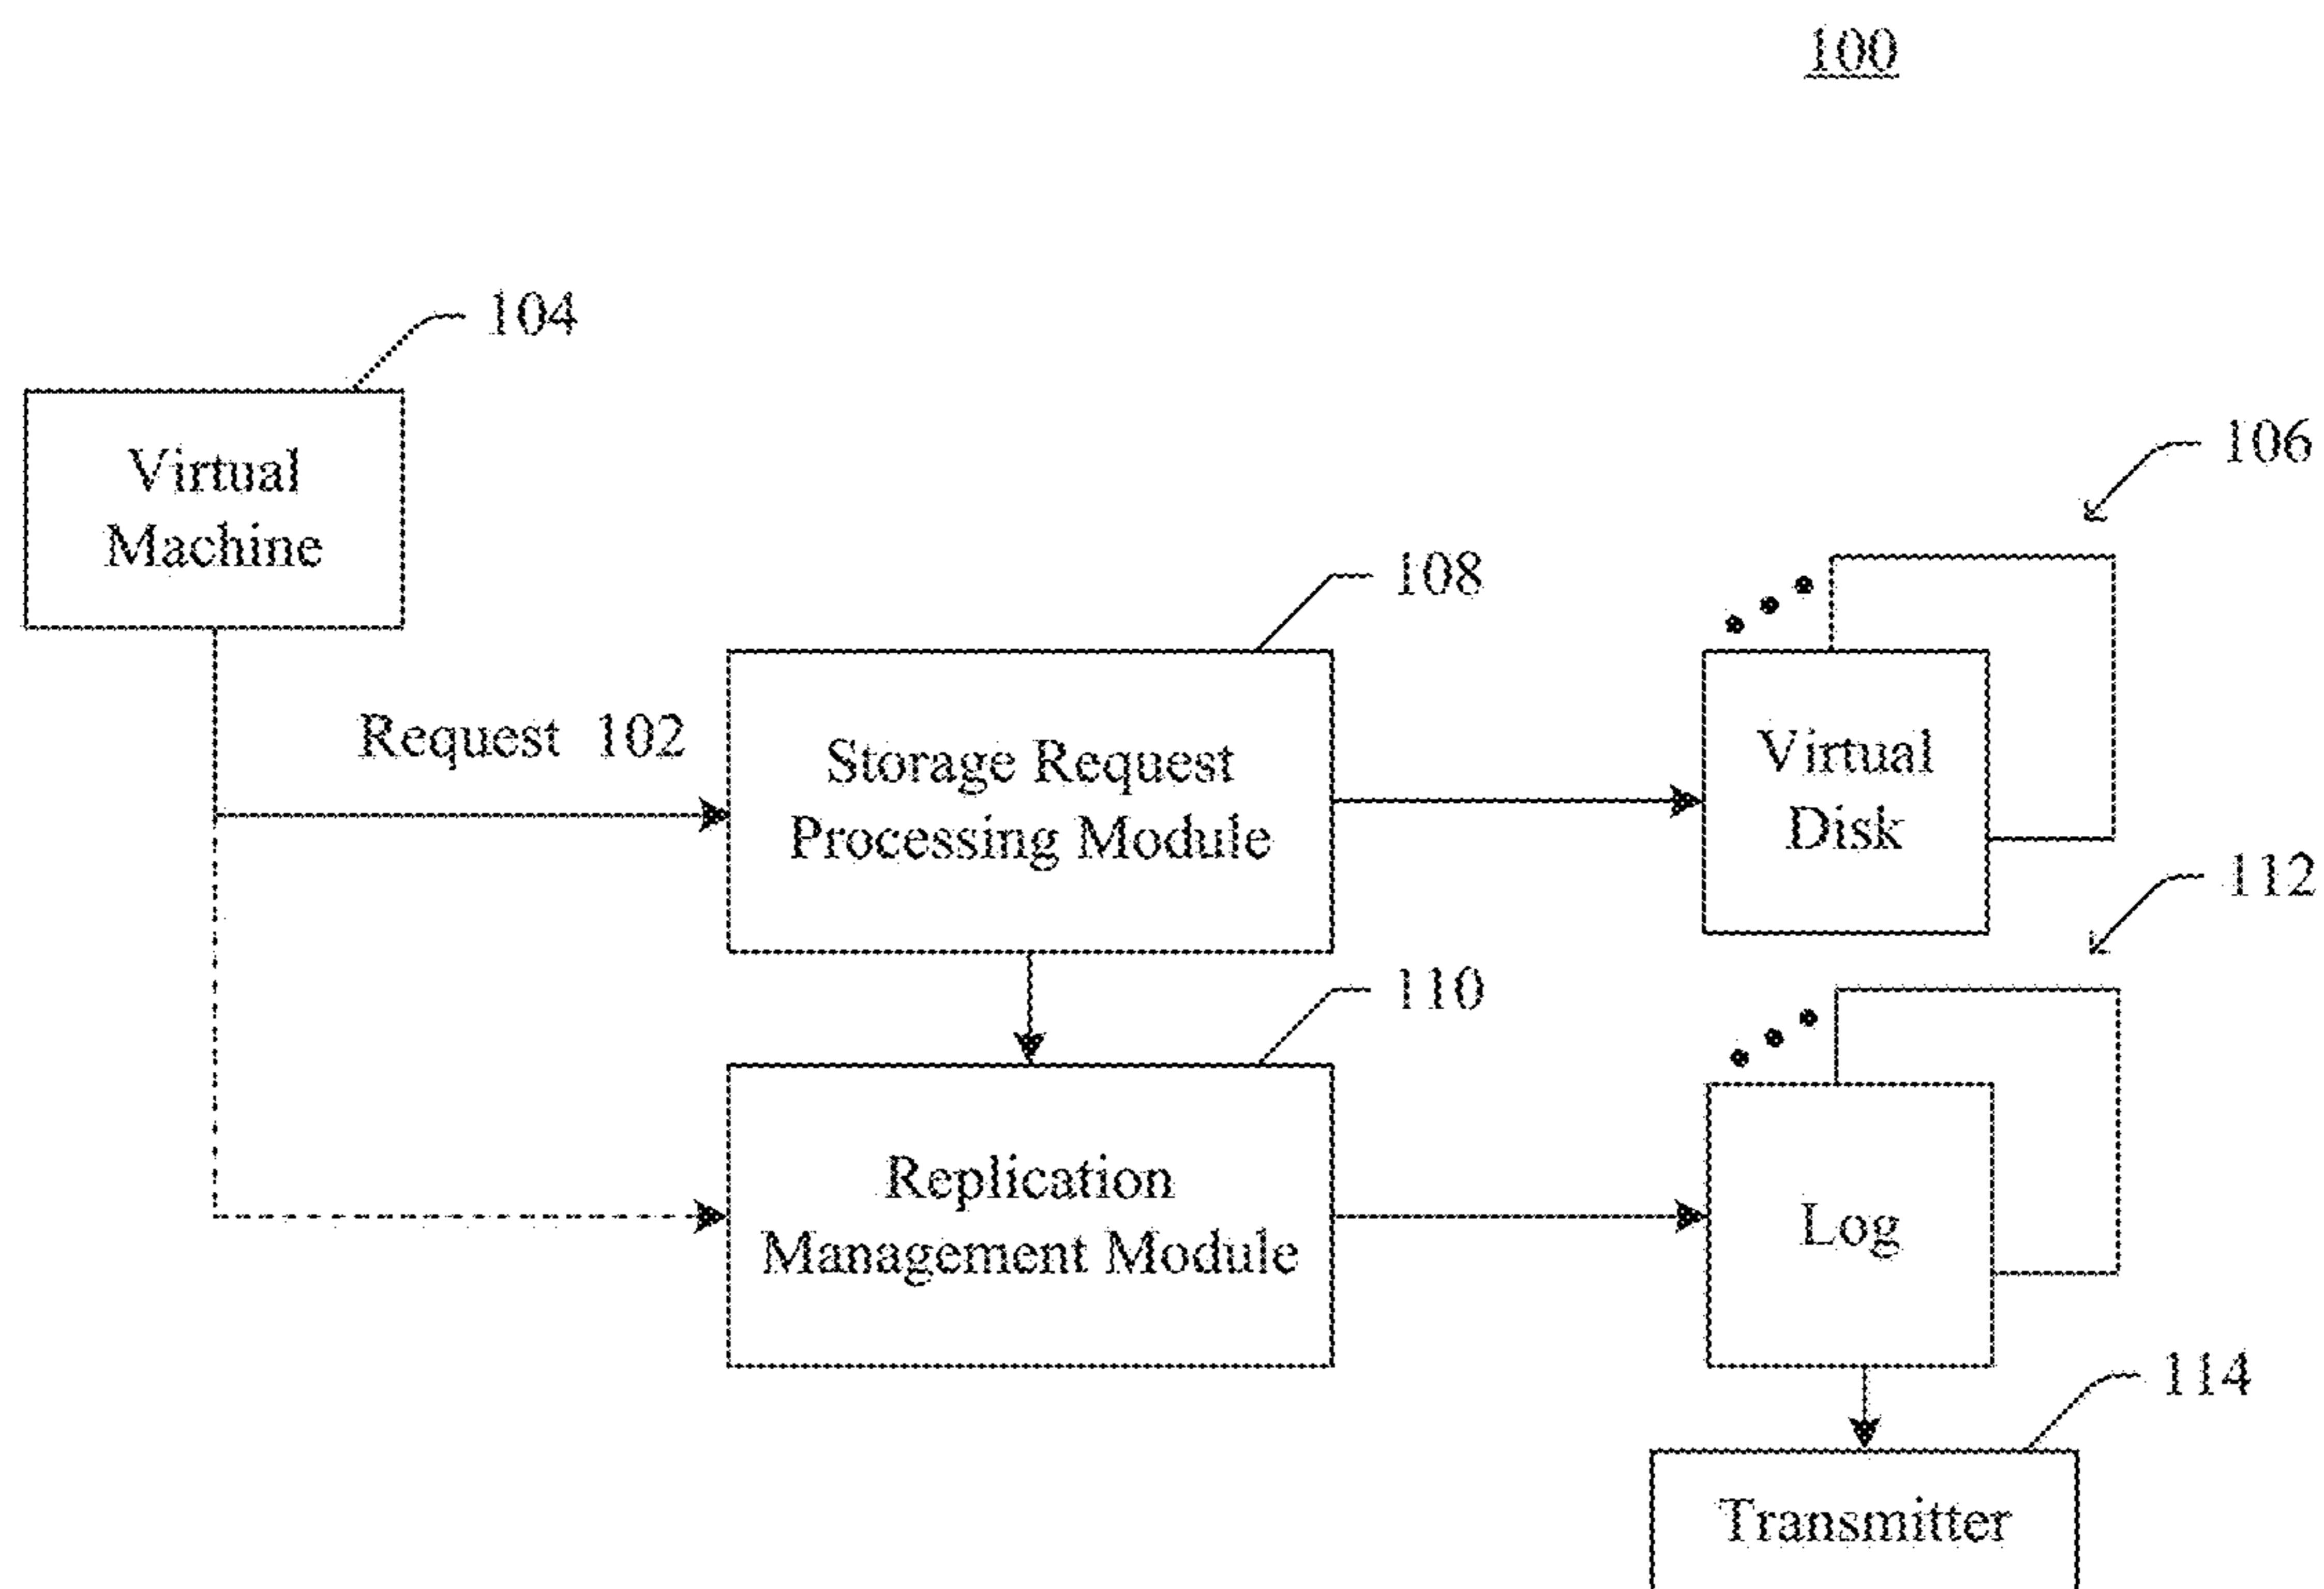 100
104
Virtual
Machine
106
108
Request 102
Storage Request
Processing Module
Virtual
Disk
112
110
Replication
Management Module
Log
114
Transmitter